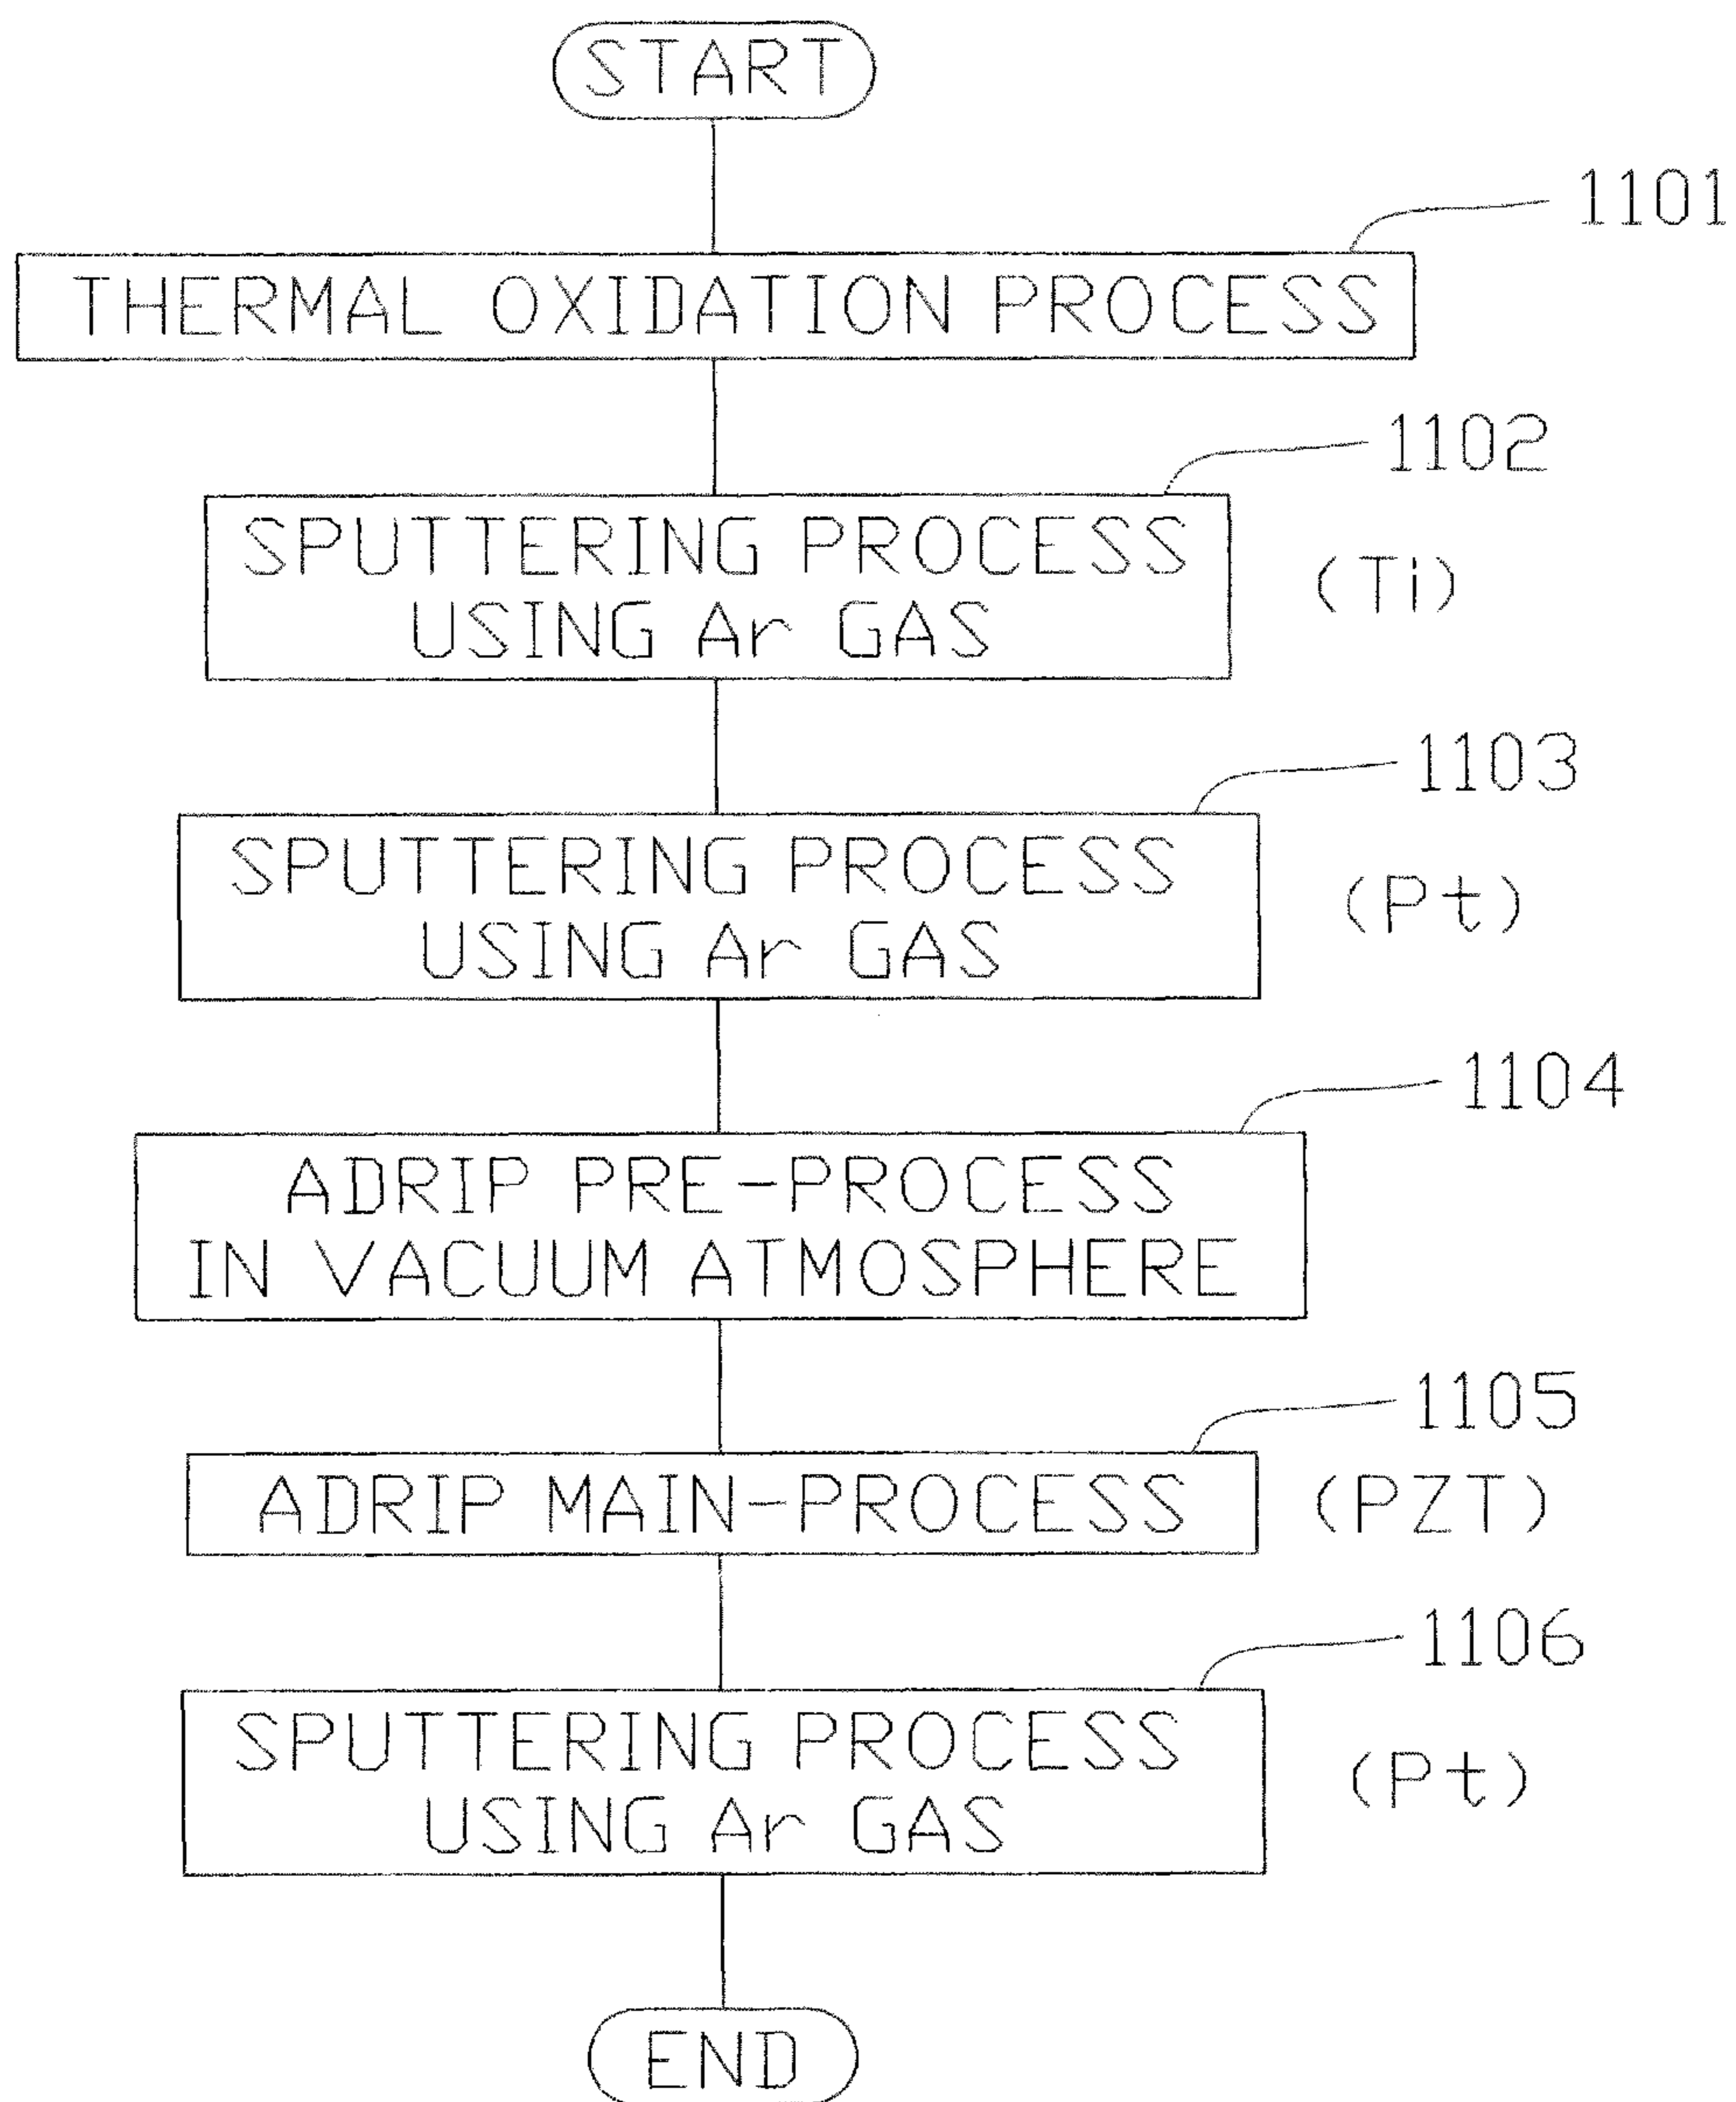 START
1101
THERMAL OXIDATION PROCESS
1102
SPUTTERING PROCESS
USING Ar GAS
(Ti)
1103
SPUTTERING PROCESS
USING Ar GAS
(Pt)
1104
ADRIP PRE-PROCESS
IN VACUUM ATMOSPHERE
1105
ADRIP MAIN-PROCESS
(PZT)
1106
SPUTTERING PROCESS
USING Ar GAS
(Pt)
END